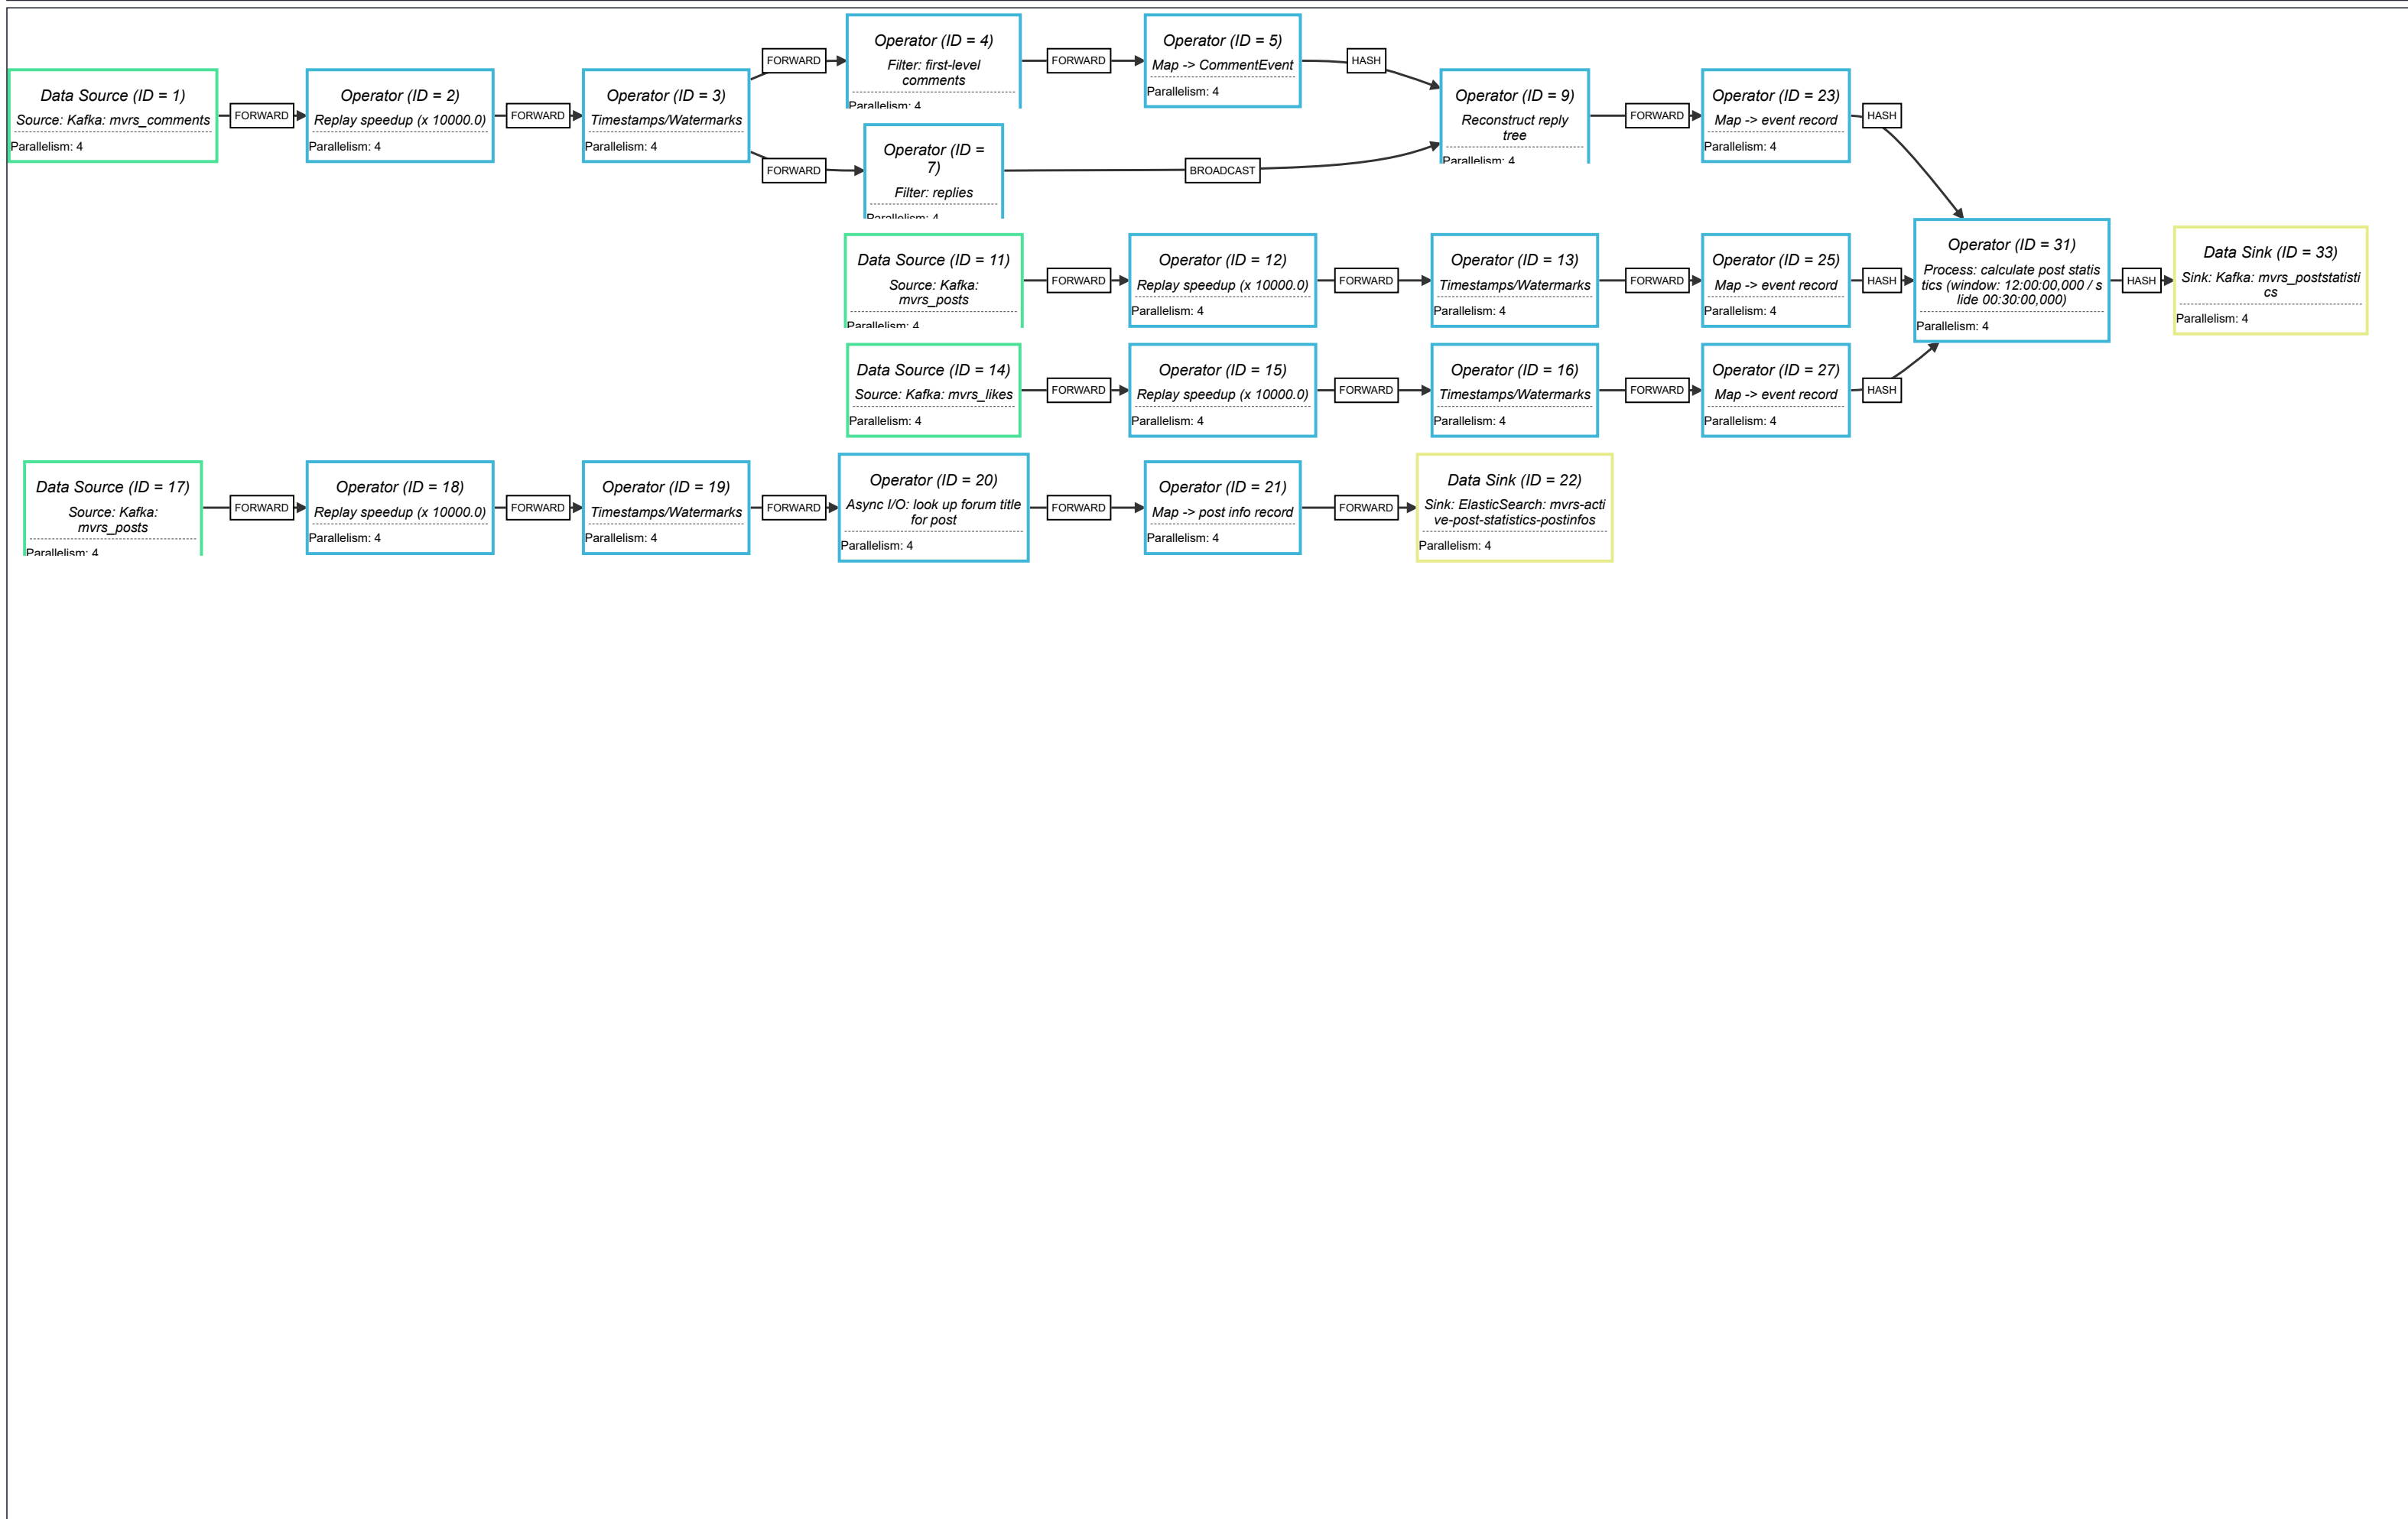 Data Source (ID = 1)
Source: Kafka: mvrs_comments
Parallelism: 4
FORWARD
Operator (ID = 2)
Replay speedup (x 10000.0)
Parallelism: 4
FORWARD
Operator (ID = 3)
Timestamps/Watermarks
Parallelism: 4
FORWARD
Operator (ID = 4)
Filter: first-level
comments
Parallelism: 4
FORWARD
Operator (ID = 5)
Map -> CommentEvent
Parallelism: 4
HASH
FORWARD
Operator (ID =
7)
Filter: replies
Parallelism: 4
BROADCAST
Operator (ID = 9)
Reconstruct reply
tree
Parallelism: 4
FORWARD
Operator (ID = 23)
Map -> event record
Parallelism: 4
HASH
Data Source (ID = 11)
Source: Kafka:
mvrs_posts
Parallelism: 4
FORWARD
Operator (ID = 12)
Replay speedup (x 10000.0)
Parallelism: 4
FORWARD
Operator (ID = 13)
Timestamps/Watermarks
Parallelism: 4
FORWARD
Operator (ID = 25)
Map -> event record
Parallelism: 4
HASH
Operator (ID = 31)
Process: calculate post statis
tics (window: 12:00:00,000 / s
lide 00:30:00,000)
Parallelism: 4
HASH
Data Sink (ID = 33)
Sink: Kafka: mvrs_poststatisti
cs
Parallelism: 4
Data Source (ID = 14)
Source: Kafka: mvrs_likes
Parallelism: 4
FORWARD
Operator (ID = 15)
Replay speedup (x 10000.0)
Parallelism: 4
FORWARD
Operator (ID = 16)
Timestamps/Watermarks
Parallelism: 4
FORWARD
Operator (ID = 27)
Map -> event record
Parallelism: 4
HASH
Data Source (ID = 17)
Source: Kafka:
mvrs_posts
Parallelism: 4
FORWARD
Operator (ID = 18)
Replay speedup (x 10000.0)
Parallelism: 4
FORWARD
Operator (ID = 19)
Timestamps/Watermarks
Parallelism: 4
FORWARD
Operator (ID = 20)
Async I/O: look up forum title
for post
Parallelism: 4
FORWARD
Operator (ID = 21)
Map -> post info record
Parallelism: 4
FORWARD
Data Sink (ID = 22)
Sink: ElasticSearch: mvrs-acti
ve-post-statistics-postinfos
Parallelism: 4